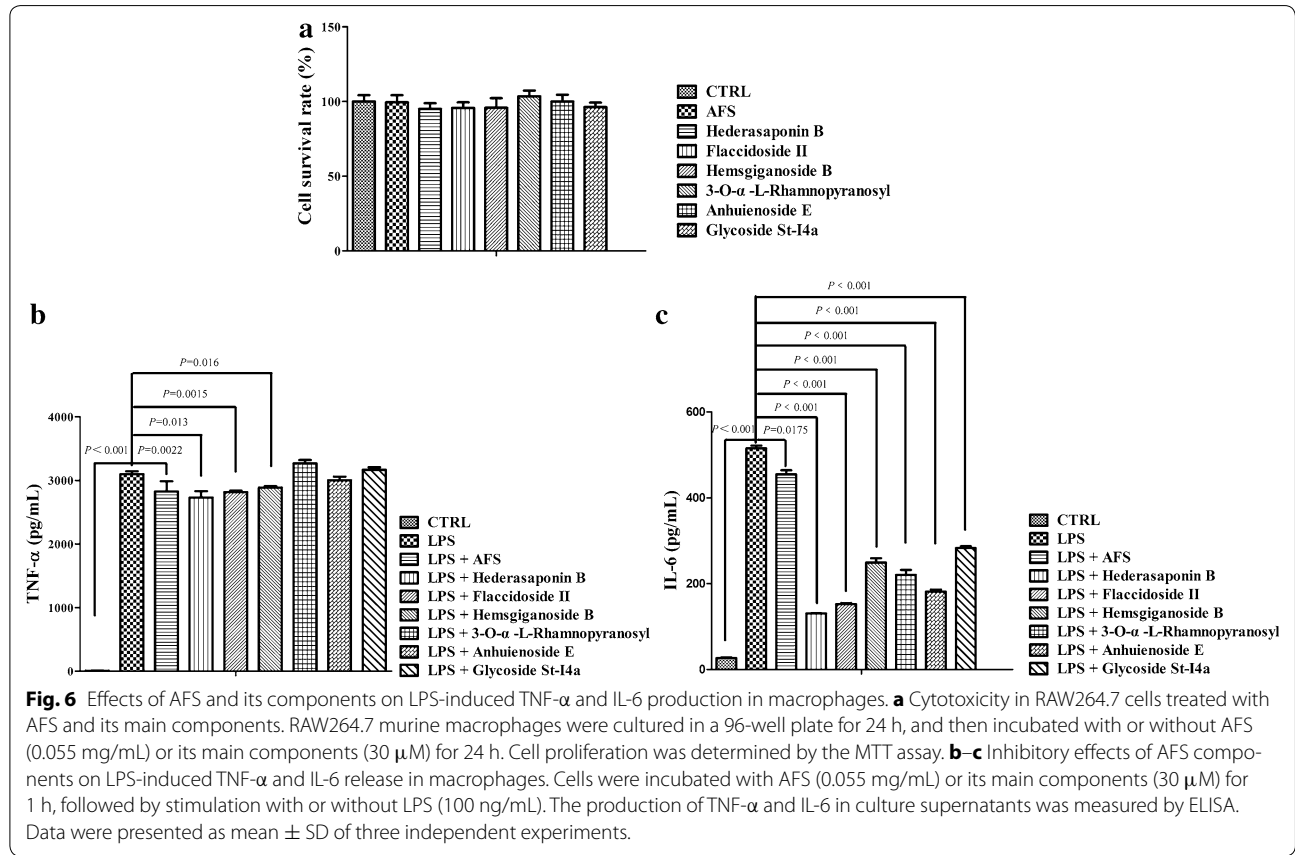 a
150
100
50
0
Cell survival rate (%)
CTRL
AFS
Hederasaponin B
Flaccidoside II
Hemsgiganoside B
3-O-α -L-Rhamnopyranosyl
Anhuienoside E
Glycoside St-I4a
b
P=0.016
P=0.0015
P=0.013
P<0.001
P=0.0022
4000
3000
2000
1000
0
TNF-α (pg/mL)
CTRL
LPS
LPS + AFS
LPS + Hederasaponin B
LPS + Flaccidoside II
LPS + Hemsgiganoside B
LPS + 3-O-α -L-Rhamnopyranosyl
LPS + Anhuienoside E
LPS + Glycoside St-I4a
c
P < 0.001
P < 0.001
P < 0.001
P < 0.001
P < 0.001
P < 0.001
P <0.001
P=0.0175
600
400
200
0
IL-6 (pg/mL)
CTRL
LPS
LPS + AFS
LPS + Hederasaponin B
LPS + Flaccidoside II
LPS + Hemsgiganoside B
LPS + 3-O-α -L-Rhamnopyranosyl
LPS + Anhuienoside E
LPS + Glycoside St-I4a
Fig. 6 Effects of AFS and its components on LPS-induced TNF-α and IL-6 production in macrophages. a Cytotoxicity in RAW264.7 cells treated with
AFS and its main components. RAW264.7 murine macrophages were cultured in a 96-well plate for 24 h, and then incubated with or without AFS
(0.055 mg/mL) or its main components (30 μM) for 24 h. Cell proliferation was determined by the MTT assay. b–c Inhibitory effects of AFS compo-
nents on LPS-induced TNF-α and IL-6 release in macrophages. Cells were incubated with AFS (0.055 mg/mL) or its main components (30 μM) for
1 h, followed by stimulation with or without LPS (100 ng/mL). The production of TNF-α and IL-6 in culture supernatants was measured by ELISA.
Data were presented as mean ± SD of three independent experiments.